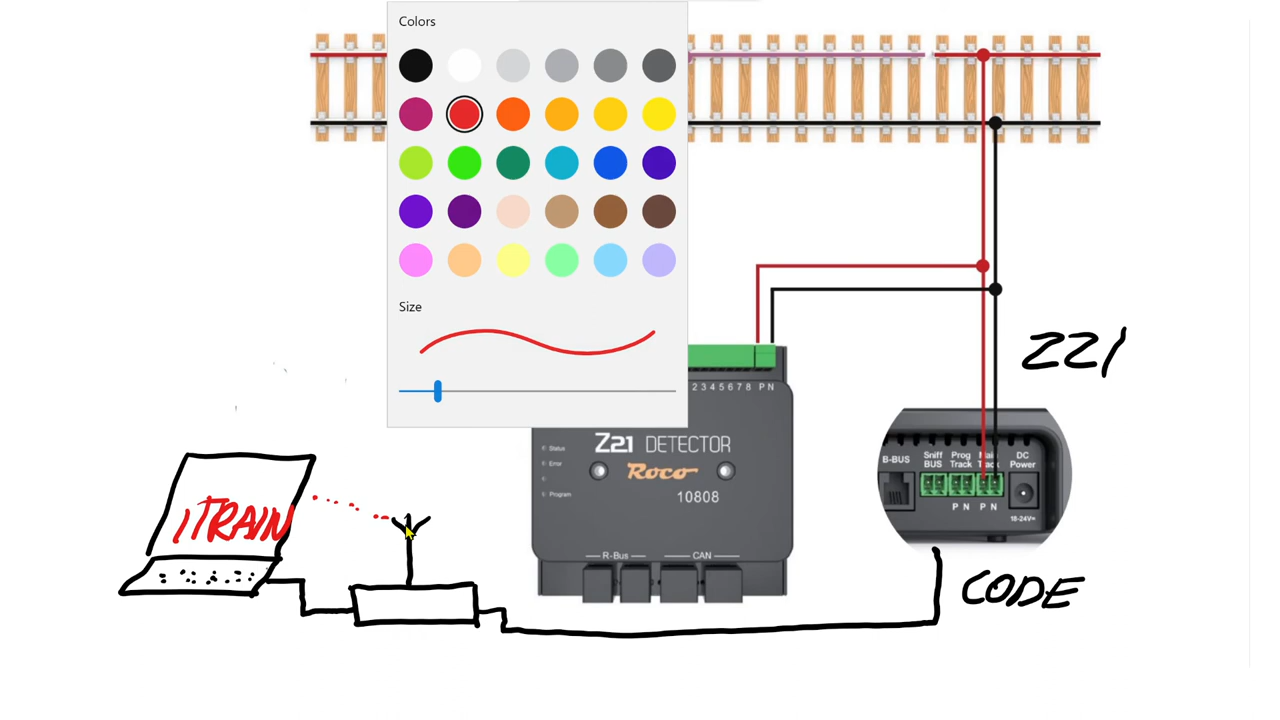 Colors
Size
2 3 4 5 6 7 8 P N
Z21 DETECTOR
Roco
10808
Status
Error
Program
R-Bus CAN
Z21
B-BUS
Sniff BUS
Prog Track
Main Track
DC Power
P N P N
18-24V=
iTRAIN
CODE